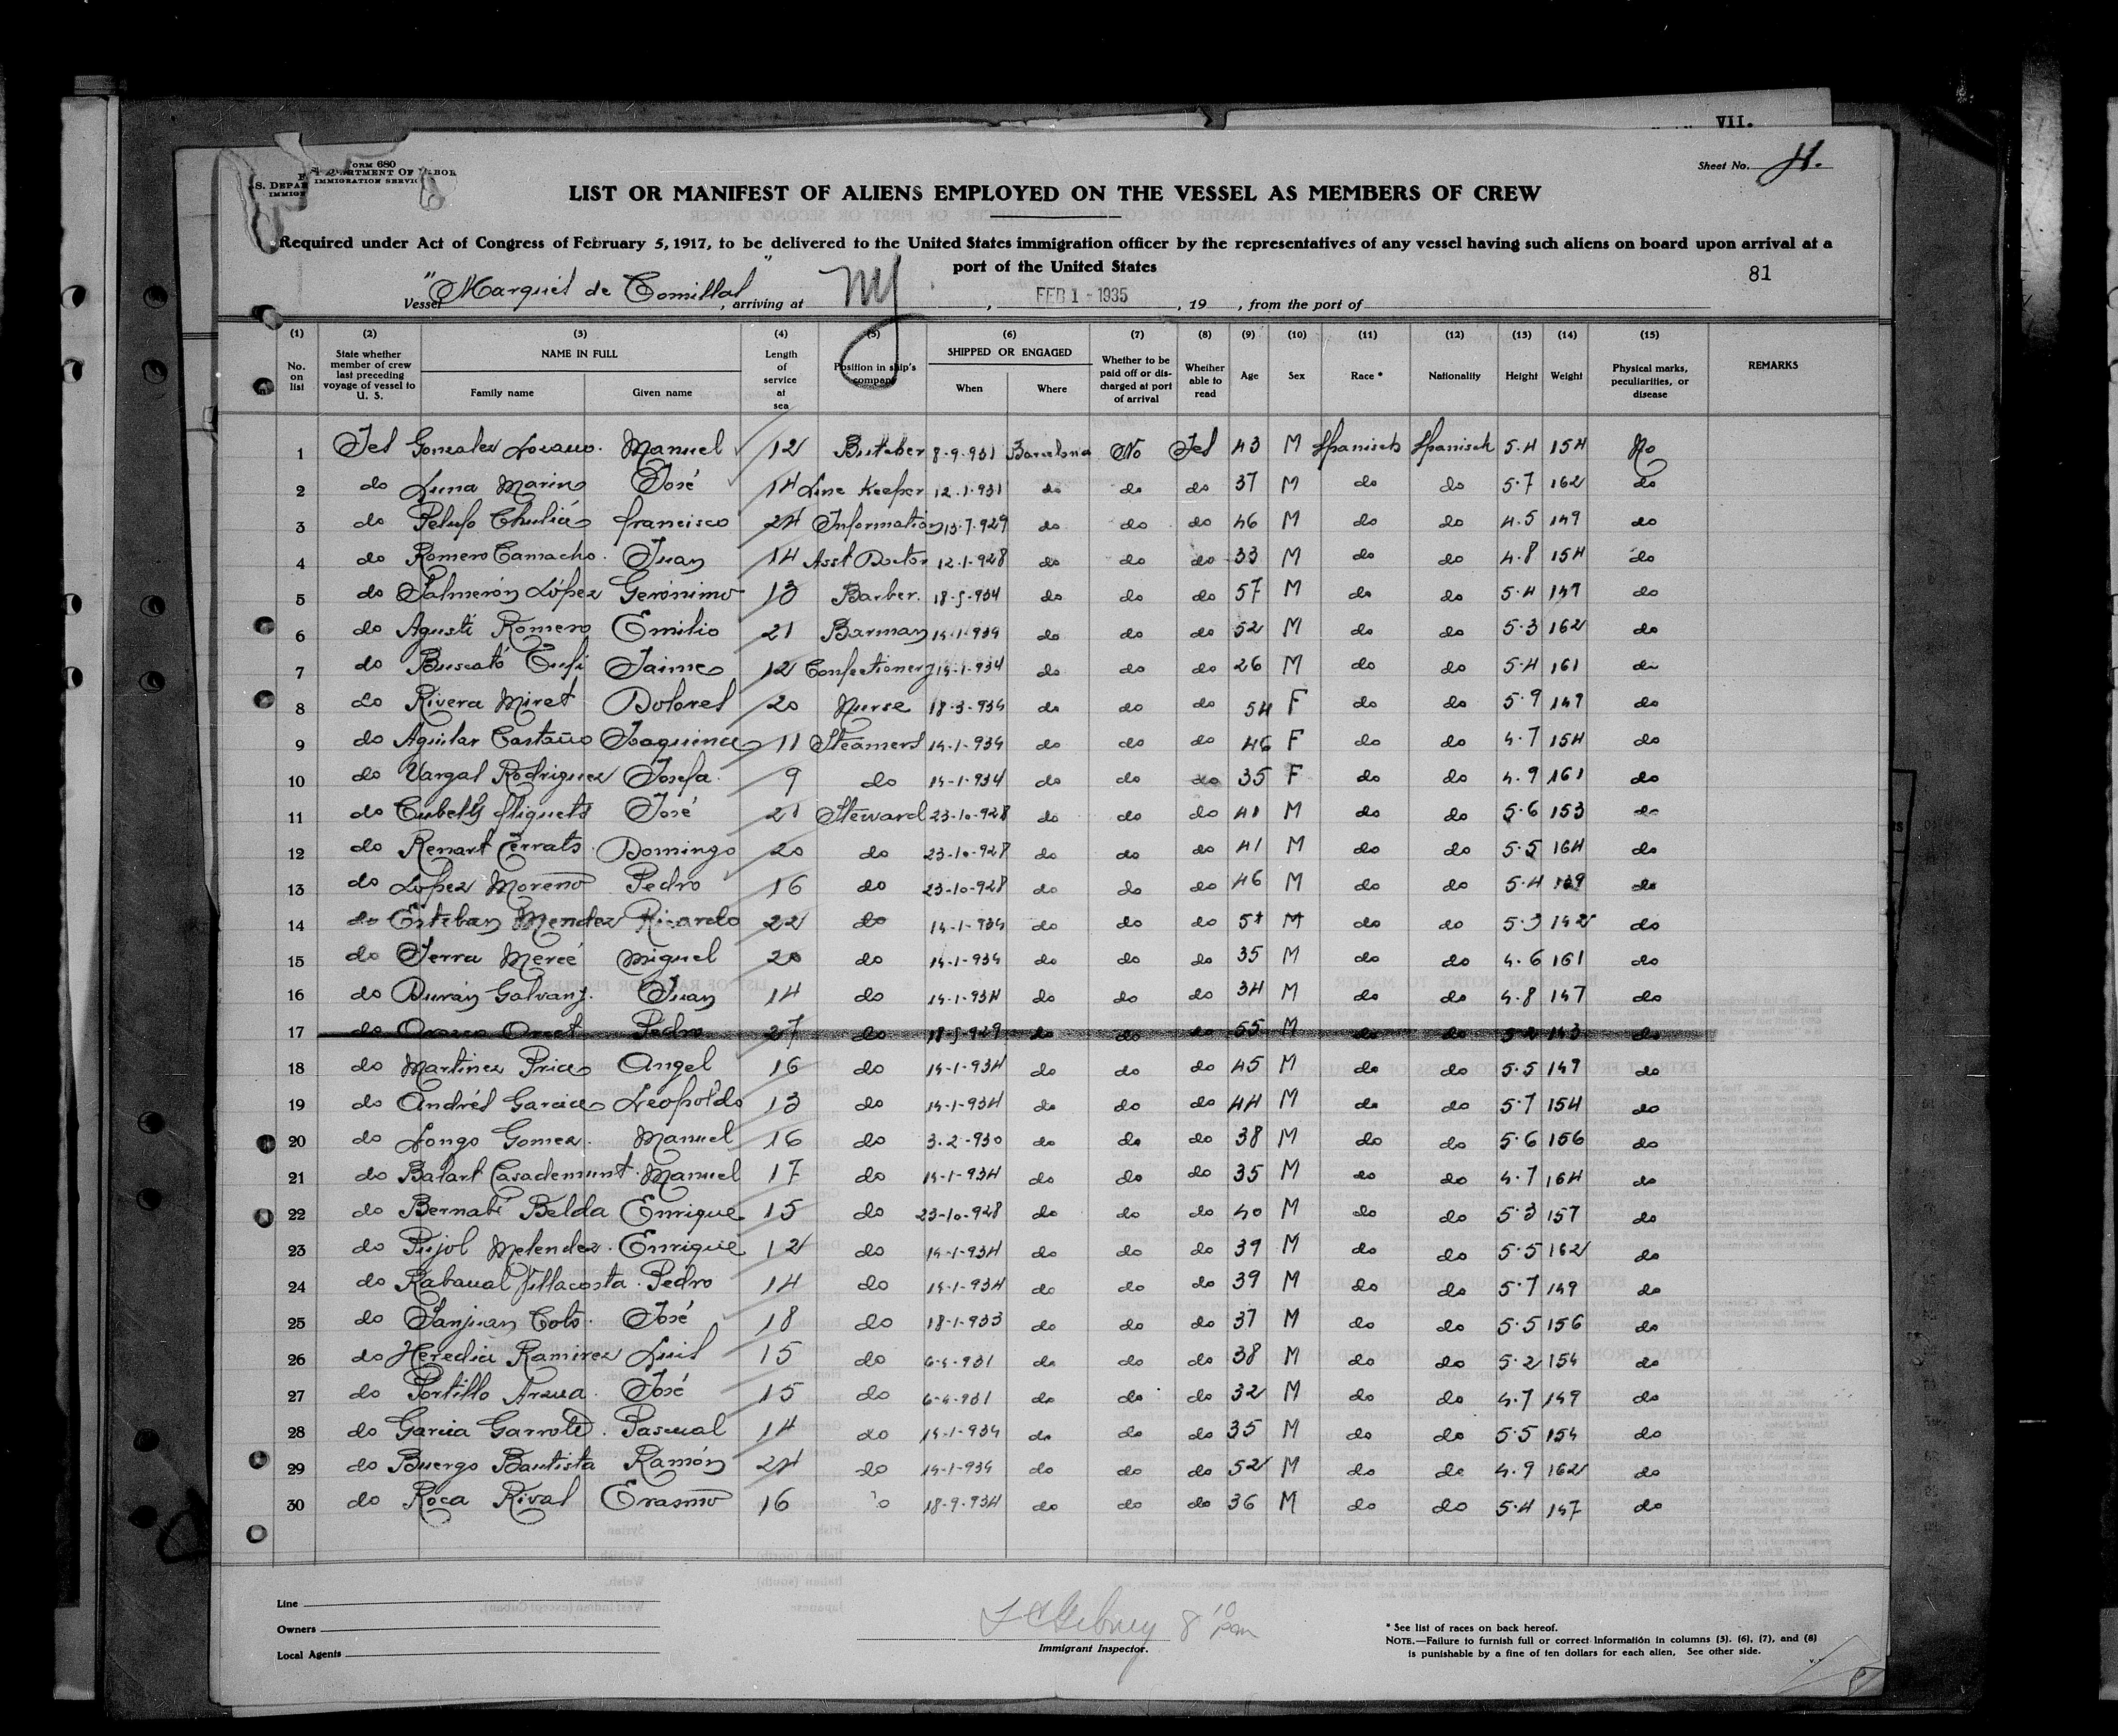 VII.
FORM 680
U.S. DEPARTMENT OF LABOR
IMMIGRATION SERVICE
Sheet No. 4.
LIST OR MANIFEST OF ALIENS EMPLOYED ON THE VESSEL AS MEMBERS OF CREW
Required under Act of Congress of February 5, 1917, to be delivered to the United States immigration officer by the representatives of any vessel having such aliens on board upon arrival at a
port of the United States
81
Vessel "Marques de Comillas", arriving at NY, FEB 1 - 1935, 19 , from the port of
(1) (2) (3) (4) (5) (6) (7) (8) (9) (10) (11) (12) (13) (14) (15)
No. on list State whether member of crew last preceding voyage of vessel to U. S. NAME IN FULL Family name Given name Length of service at sea Position in ship's company SHIPPED OR ENGAGED When Where Whether to be paid off or discharged at port of arrival Whether able to read Age Sex Race * Nationality Height Weight Physical marks, peculiarities, or disease REMARKS
1 Yes Gonzalez Lozano. Manuel 12 Butcher 8-9-931 Barcelona No Yes 43 M Spanisch Spanisch 5.4 154 No
2 do Luna Marin José 14 Line Keeper 12-1-931 do do do 37 M do do 5.7 162 do
3 do Pelufo Chuliá francisco 24 Information 13-7-929 do do do 46 M do do 4.5 149 do
4 do Romero Camacho. Juan 14 Asst Doctor 12-1-928 do do do 33 M do do 4.8 154 do
5 do Salmerón López Gerónimo 13 Barber. 18-5-934 do do do 57 M do do 5.4 147 do
6 do Agusti Romero Emilio 21 Barman 14-1-934 do do do 52 M do do 5.3 162 do
7 do Buscató Jaime 12 Confectionery 14-1-934 do do do 26 M do do 5.4 161 do
8 do Rivera Miret Dolores 20 Nurse 18-3-934 do do do 54 F do do 5.9 147 do
9 do Aguilar Castaño Joaquina 11 Steamers 14-1-934 do do do 46 F do do 4.7 154 do
10 do Vargas Rodriguez Josefa. 9 do 14-1-934 do do do 35 F do do 4.9 161 do
11 do Cubells José 21 Steward 23-10-928 do do do 41 M do do 5.6 153 do
12 do Renart Cerrats. Domingo 20 do 23-10-928 do do do 41 M do do 5.5 164 do
13 do López Moreno Pedro 16 do 23-10-928 do do do 46 M do do 5.4 do
14 do Esteban Mendez Ricardo 22 do 14-1-934 do do do M do do 5.3 142 do
15 do Serra Mercé Miguel 20 do 14-1-934 do do do 35 M do do 4.6 161 do
16 do Durán Galvany. Juan 14 do 14-1-934 do do do 34 M do do 4.8 147 do
17 do Pedro 27 do 18-5-929 do do do 55 M do do 5.2 143 do
18 do Martinez Angel 16 do 14-1-934 do do do 45 M do do 5.5 147 do
19 do Andrés Garcia Leopoldo 13 do 14-1-934 do do do 44 M do do 5.7 154 do
20 do Longo Gomez. Manuel 16 do 3-2-930 do do do 38 M do do 5.6 156 do
21 do Batart Casademunt. Manuel 17 do 14-1-934 do do do 35 M do do 4.7 164 do
22 do Bernabé Belda Enrique 15 do 23-10-928 do do do 40 M do do 5.3 157 do
23 do Pujol Melendez. Enrique 12 do 14-1-934 do do do 39 M do do 5.5 162 do
24 do Rabanal Villacosta. Pedro 14 do 14-1-934 do do do 39 M do do 5.7 149 do
25 do Sanjuan Coto. José 18 do 18-1-933 do do do 37 M do do 5.5 156 do
26 do Heredia Ramirez Luis 15 do 6-4-931 do do do 38 M do do 5.2 154 do
27 do Portillo José 15 do 6-4-931 do do do 32 M do do 4.7 149 do
28 do Garcia Garrote. Pascual 14 do 14-1-934 do do do 35 M do do 5.5 154 do
29 do Buergo Bautista Ramón 24 do 14-1-934 do do do 52 M do do 4.9 162 do
30 do Roca Rival Erasmo 16 do 18-9-934 do do do 36 M do do 5.4 147 do
Line
Owners
Local Agents
8 10 pm
Immigrant Inspector.
* See list of races on back hereof.
NOTE.—Failure to furnish full or correct information in columns (3), (6), (7), and (8)
is punishable by a fine of ten dollars for each alien. See other side.